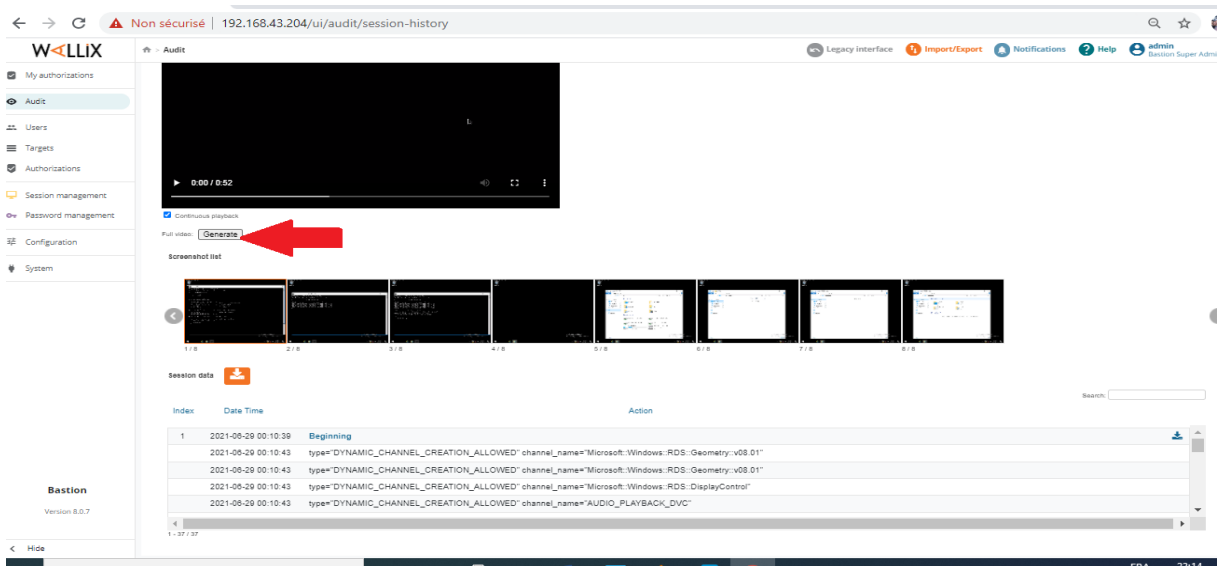 Non sécurisé | 192.168.43.204/ui/audit/session-history
WALLIX
Audit
Legacy interface
Import/Export
Notifications
Help
admin
Bastion Super Admi
My authorizations
Audit
Users
Targets
Authorizations
Session management
Password management
Configuration
System
0:00 / 0:52
Continuous playback
Full video: Generate
Screenshot list
1 / 8
2 / 8
3 / 8
4 / 8
5 / 8
6 / 8
7 / 8
8 / 8
Session data
Search:
Index Date Time Action
1 2021-06-29 00:10:39 Beginning
2021-06-29 00:10:43 type="DYNAMIC_CHANNEL_CREATION_ALLOWED" channel_name="Microsoft::Windows::RDS::Geometry::v08.01"
2021-06-29 00:10:43 type="DYNAMIC_CHANNEL_CREATION_ALLOWED" channel_name="Microsoft::Windows::RDS::Geometry::v08.01"
2021-06-29 00:10:43 type="DYNAMIC_CHANNEL_CREATION_ALLOWED" channel_name="Microsoft::Windows::RDS::DisplayControl"
2021-06-29 00:10:43 type="DYNAMIC_CHANNEL_CREATION_ALLOWED" channel_name="AUDIO_PLAYBACK_DVC"
1 - 37 / 37
Bastion
Version 8.0.7
Hide